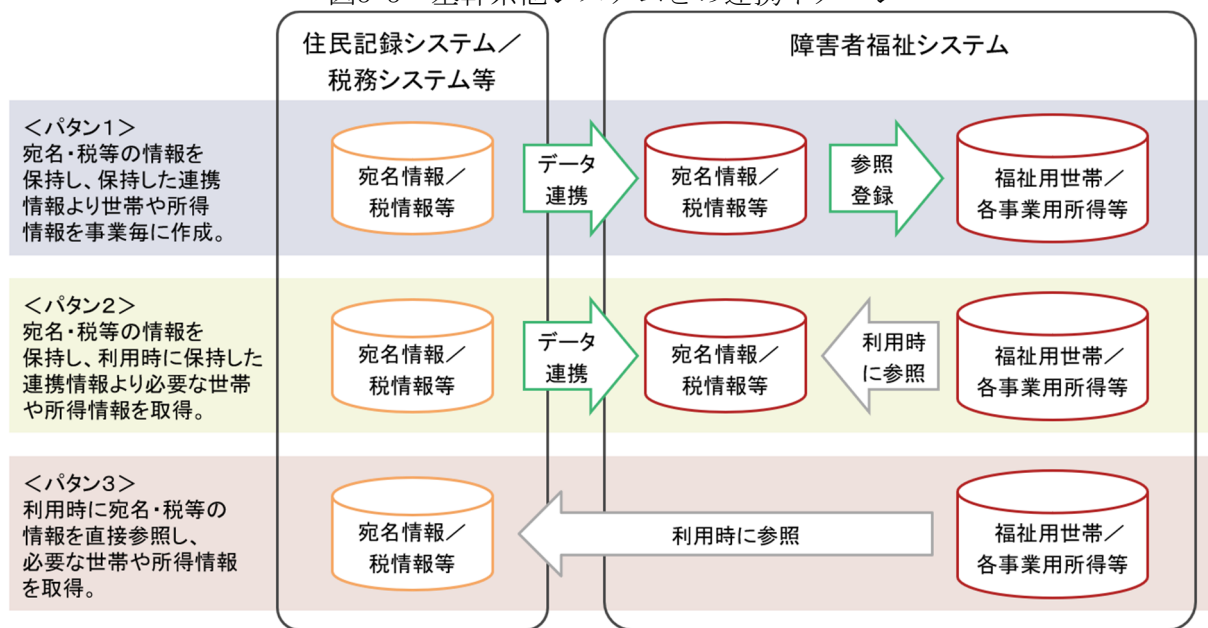 住民記録システム／
税務システム等
障害者福祉システム
＜パタン１＞
宛名・税等の情報を
保持し、保持した連携
情報より世帯や所得
情報を事業毎に作成。
宛名情報／
税情報等
データ
連携
宛名情報／
税情報等
参照
登録
福祉用世帯／
各事業用所得等
＜パタン２＞
宛名・税等の情報を
保持し、利用時に保持した
連携情報より必要な世帯
や所得情報を取得。
宛名情報／
税情報等
データ
連携
宛名情報／
税情報等
利用時
に参照
福祉用世帯／
各事業用所得等
＜パタン３＞
利用時に宛名・税等の
情報を直接参照し、
必要な世帯や所得情報
を取得。
宛名情報／
税情報等
利用時に参照
福祉用世帯／
各事業用所得等